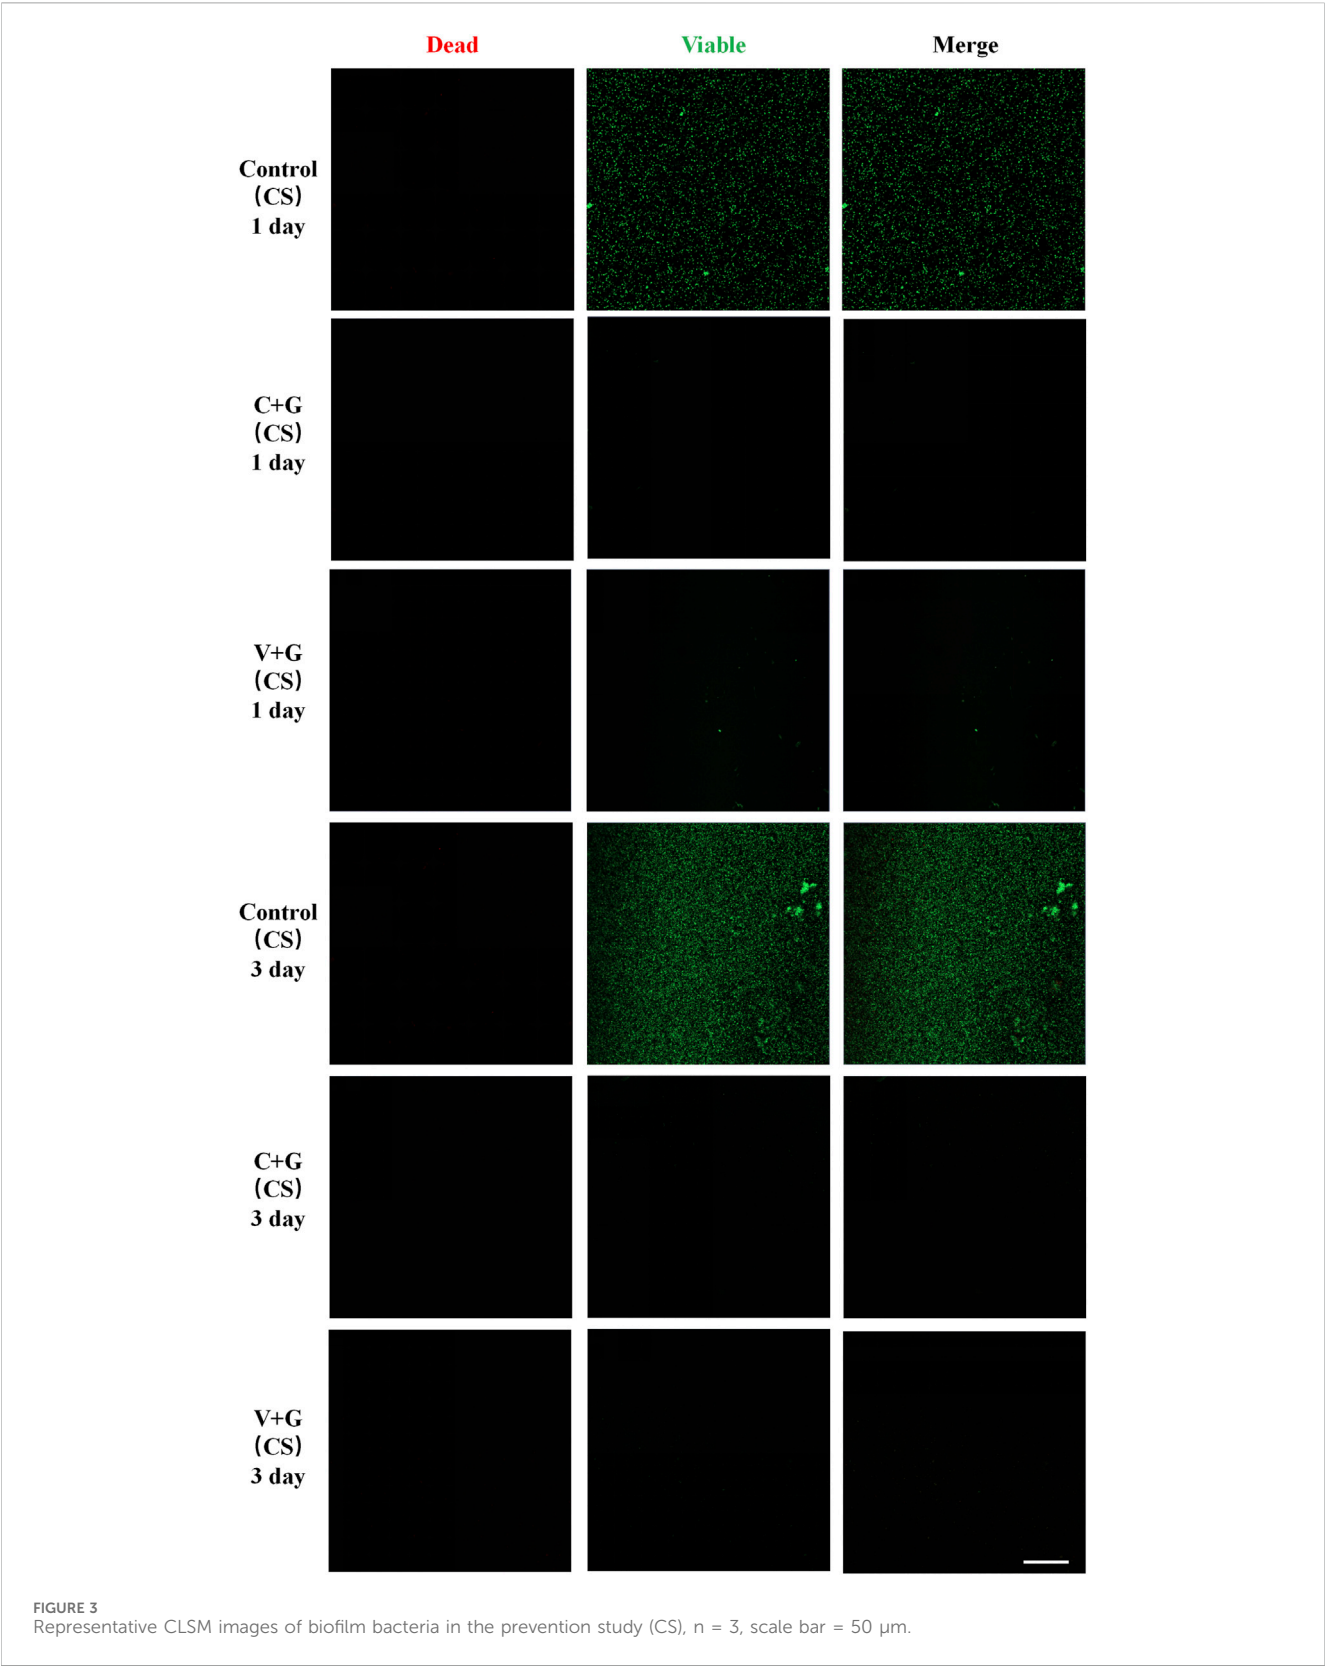 Dead Viable Merge
Control
(CS)
1 day
C+G
(CS)
1 day
V+G
(CS)
1 day
Control
(CS)
3 day
C+G
(CS)
3 day
V+G
(CS)
3 day
FIGURE 3
Representative CLSM images of biofilm bacteria in the prevention study (CS), n = 3, scale bar = 50 µm.